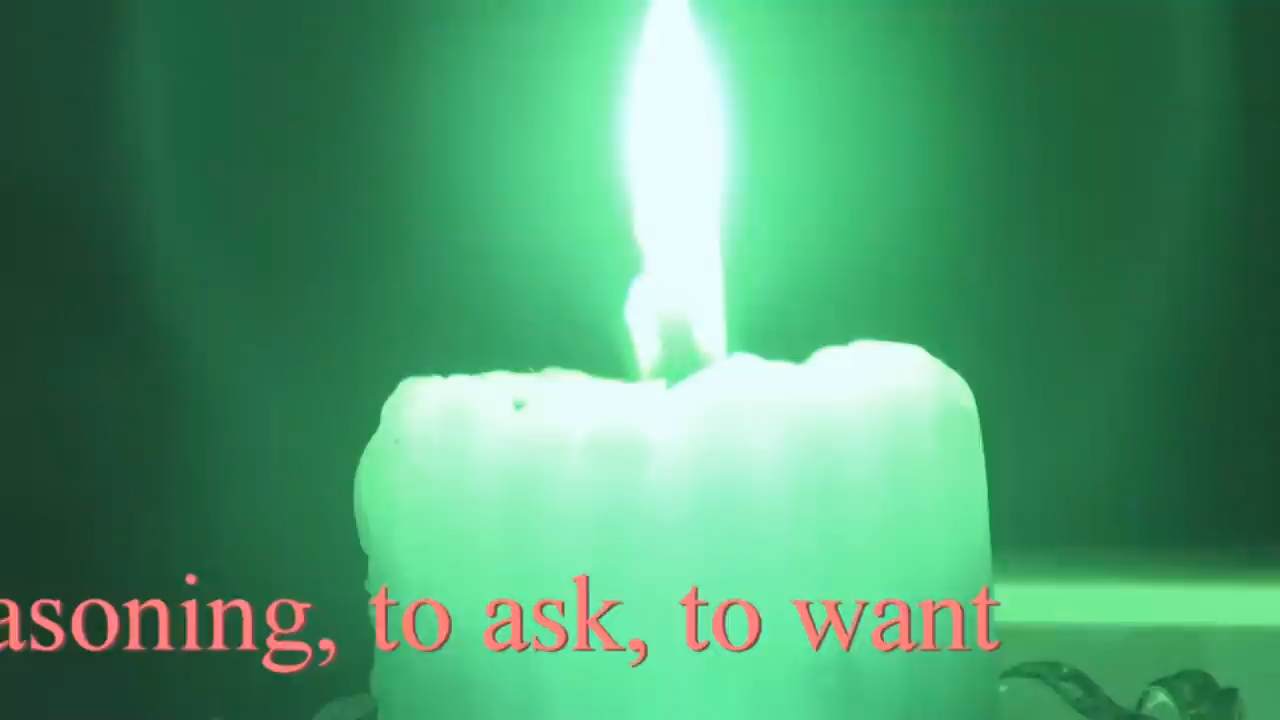 asoning, to ask, to want